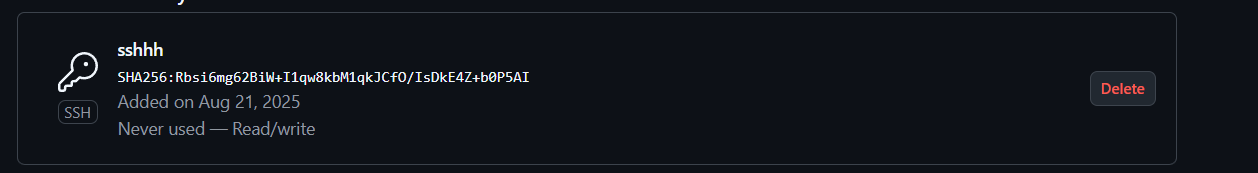 sshhh
SHA256:Rbsi6mg62BiW+I1qw8kbM1qkJCfO/IsDkE4Z+b0P5AI
SSH
Added on Aug 21, 2025
Never used — Read/write
Delete